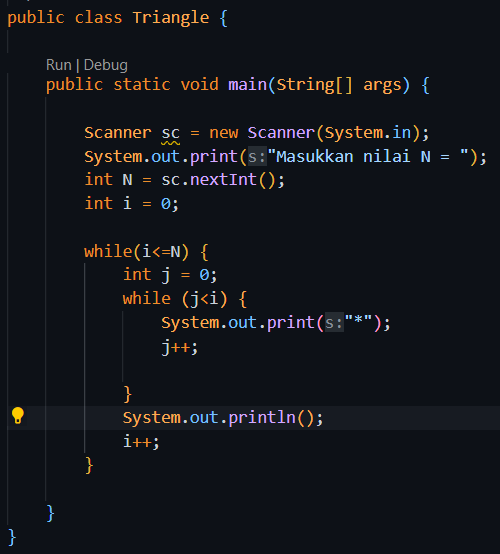 public class Triangle {
Run | Debug
public static void main(String[] args) {
Scanner sc = new Scanner(System.in);
System.out.print(s:"Masukkan nilai N = ");
int N = sc.nextInt();
int i = 0;
while(i<=N) {
int j = 0;
while (j<i) {
System.out.print(s:"*");
j++;
}
System.out.println();
i++;
}
}
}